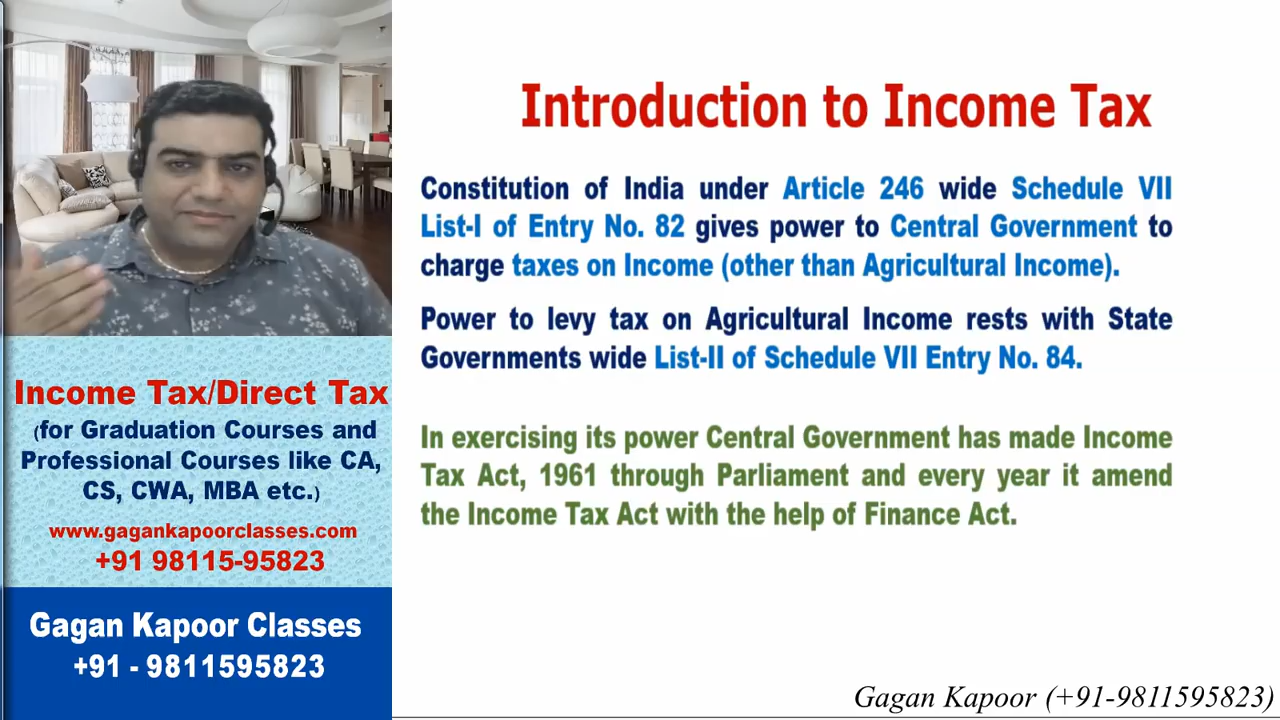 Introduction to Income Tax
Constitution of India under Article 246 wide Schedule VII
List-I of Entry No. 82 gives power to Central Government to
charge taxes on Income (other than Agricultural Income).
Power to levy tax on Agricultural Income rests with State
Governments wide List-II of Schedule VII Entry No. 84.
In exercising its power Central Government has made Income
Tax Act, 1961 through Parliament and every year it amend
the Income Tax Act with the help of Finance Act.
Income Tax/Direct Tax
(for Graduation Courses and
Professional Courses like CA,
CS, CWA, MBA etc.)
www.gagankapoorclasses.com
+91 98115-95823
Gagan Kapoor Classes
+91 - 9811595823
Gagan Kapoor (+91-9811595823)